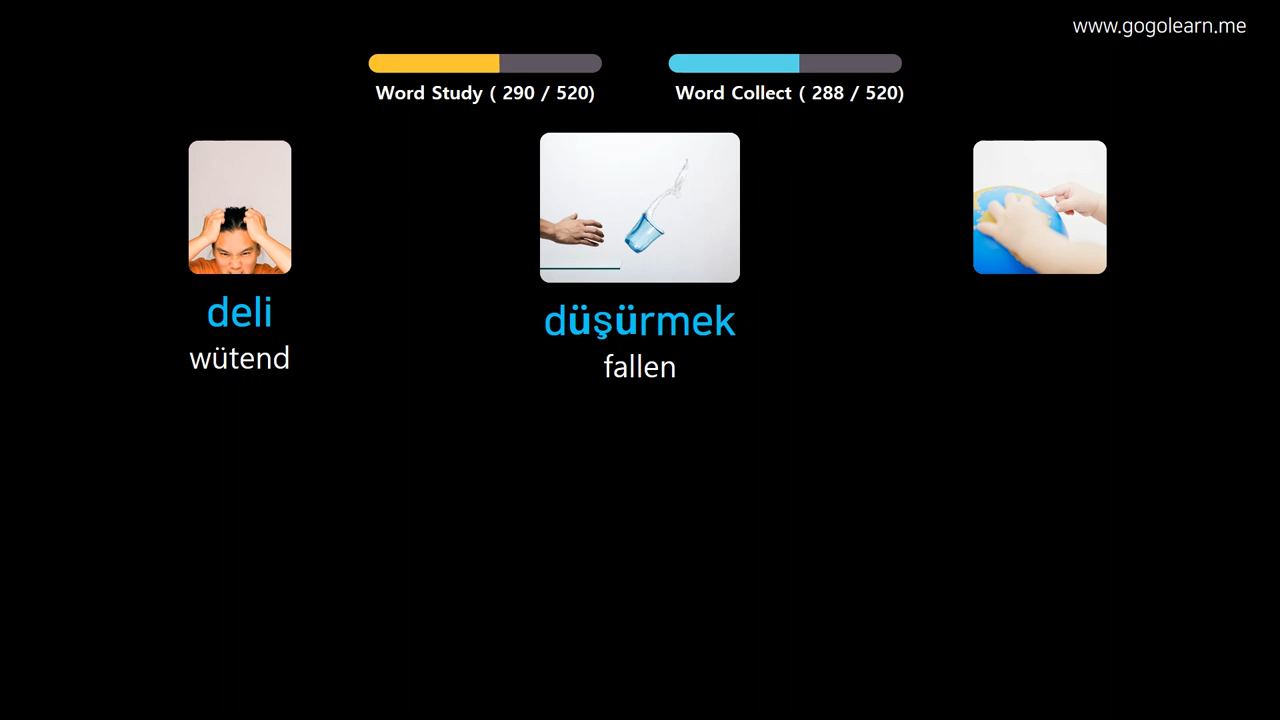 www.gogolearn.me
Word Study ( 290 / 520)
Word Collect ( 288 / 520)
deli
wütend
düşürmek
fallen